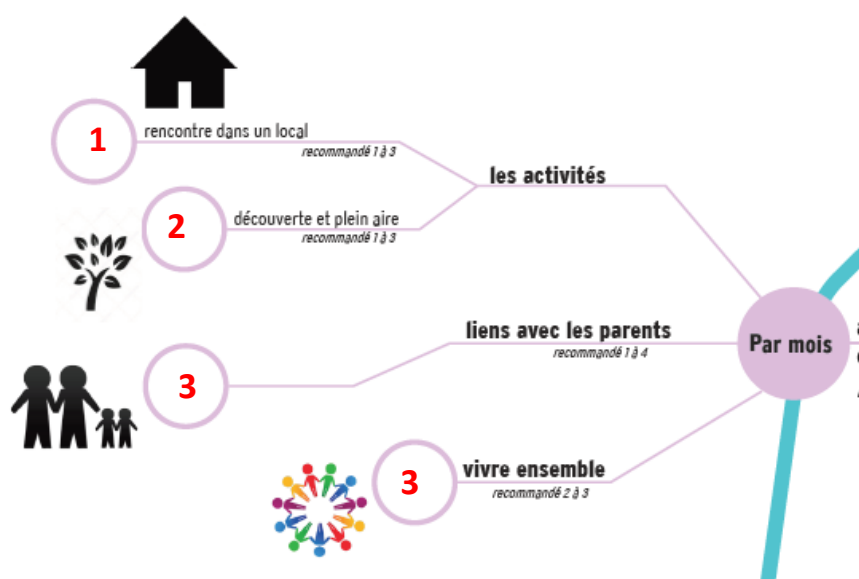 1
rencontre dans un local
recommandé 1 à 3
les activités
2
découverte et plein aire
recommandé 1 à 3
liens avec les parents
recommandé 1 à 4
Par mois
3
3
vivre ensemble
recommandé 2 à 3